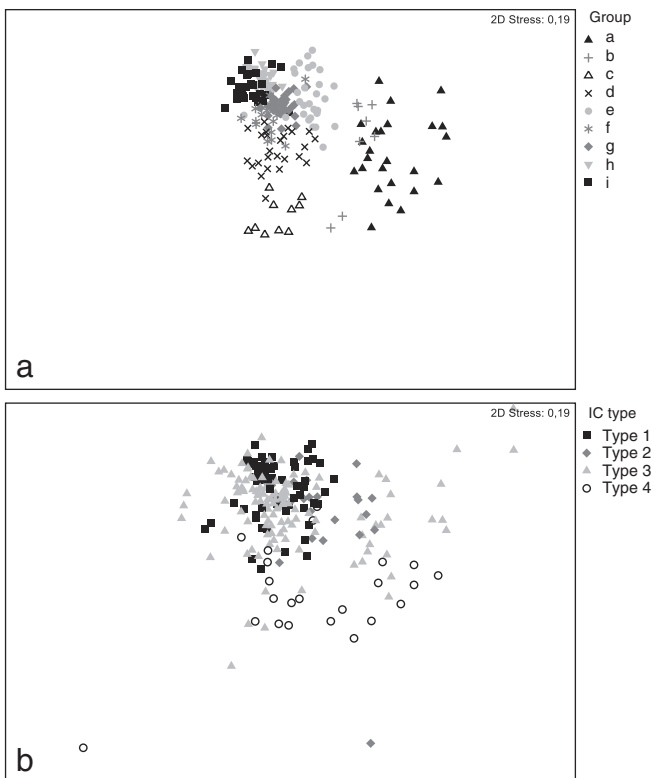 2D Stress: 0,19
Group
a
b
c
d
e
f
g
h
i
a
2D Stress: 0,19
IC type
Type 1
Type 2
Type 3
Type 4
b